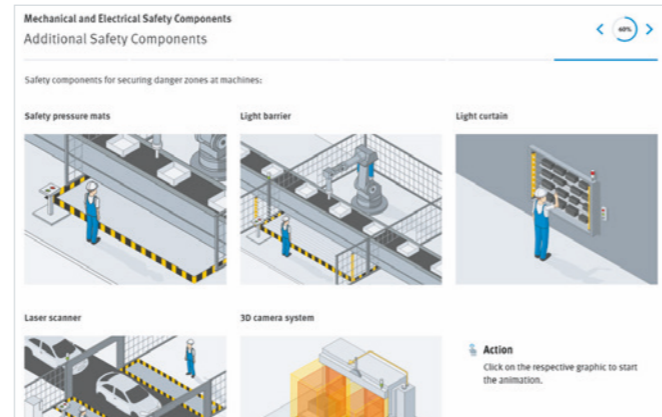 Mechanical and Electrical Safety Components
Additional Safety Components
60%
Safety components for securing danger zones at machines:
Safety pressure mats
Light barrier
Light curtain
Laser scanner
3D camera system
Action
Click on the respective graphic to start
the animation.